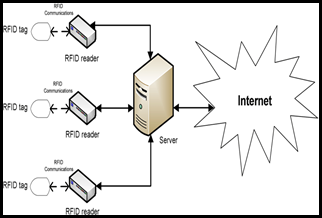 RFID
Communications
RFID tag
RFID reader
RFID
Communications
RFID tag
RFID reader
Server
Internet
RFID
Communications
RFID tag
RFID reader